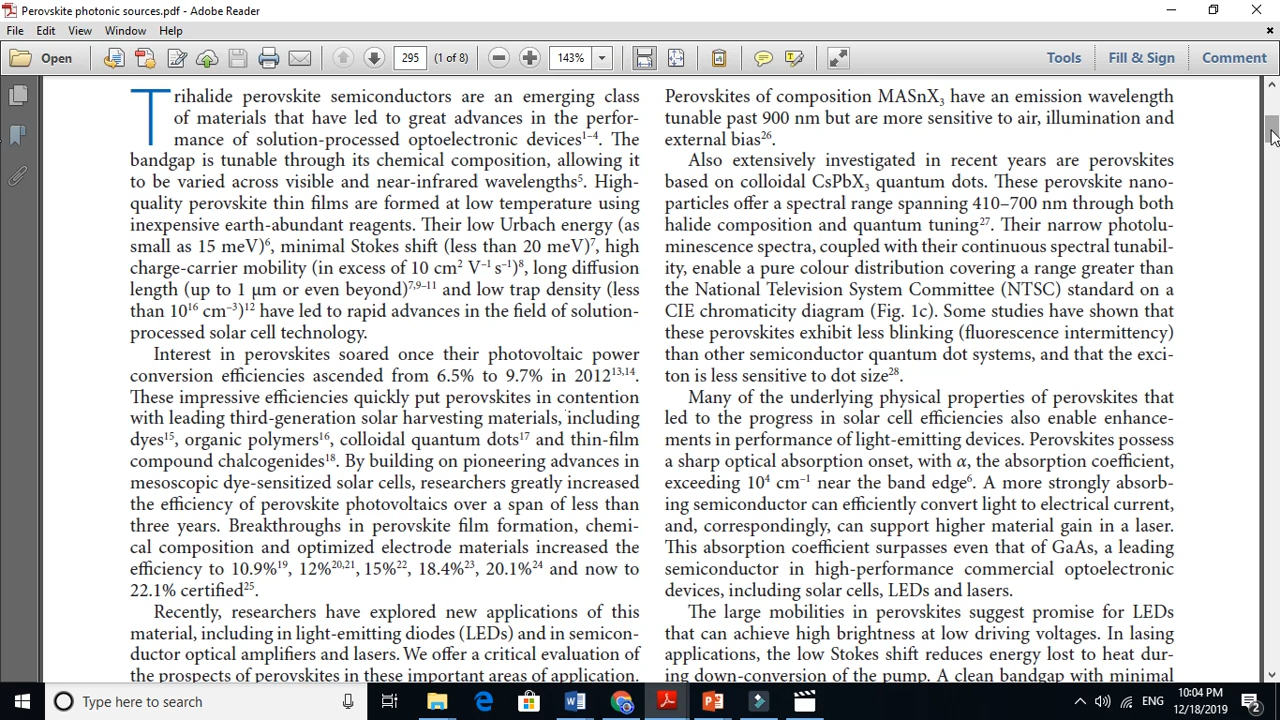 Perovskite photonic sources.pdf - Adobe Reader
File Edit View Window Help
Open 295 (1 of 8) 143% Tools Fill & Sign Comment
Trihalide perovskite semiconductors are an emerging class
of materials that have led to great advances in the perfor-
mance of solution-processed optoelectronic devices1–4. The
bandgap is tunable through its chemical composition, allowing it
to be varied across visible and near-infrared wavelengths5. High-
quality perovskite thin films are formed at low temperature using
inexpensive earth-abundant reagents. Their low Urbach energy (as
small as 15 meV)6, minimal Stokes shift (less than 20 meV)7, high
charge-carrier mobility (in excess of 10 cm2 V−1 s−1)8, long diffusion
length (up to 1 μm or even beyond)7,9–11 and low trap density (less
than 1016 cm−3)12 have led to rapid advances in the field of solution-
processed solar cell technology.
Interest in perovskites soared once their photovoltaic power
conversion efficiencies ascended from 6.5% to 9.7% in 201213,14.
These impressive efficiencies quickly put perovskites in contention
with leading third-generation solar harvesting materials, including
dyes15, organic polymers16, colloidal quantum dots17 and thin-film
compound chalcogenides18. By building on pioneering advances in
mesoscopic dye-sensitized solar cells, researchers greatly increased
the efficiency of perovskite photovoltaics over a span of less than
three years. Breakthroughs in perovskite film formation, chemi-
cal composition and optimized electrode materials increased the
efficiency to 10.9%19, 12%20,21, 15%22, 18.4%23, 20.1%24 and now to
22.1% certified25.
Recently, researchers have explored new applications of this
material, including in light-emitting diodes (LEDs) and in semicon-
ductor optical amplifiers and lasers. We offer a critical evaluation of
the prospects of perovskites in these important areas of application.
Perovskites of composition MASnX3 have an emission wavelength
tunable past 900 nm but are more sensitive to air, illumination and
external bias26.
Also extensively investigated in recent years are perovskites
based on colloidal CsPbX3 quantum dots. These perovskite nano-
particles offer a spectral range spanning 410–700 nm through both
halide composition and quantum tuning27. Their narrow photolu-
minescence spectra, coupled with their continuous spectral tunabil-
ity, enable a pure colour distribution covering a range greater than
the National Television System Committee (NTSC) standard on a
CIE chromaticity diagram (Fig. 1c). Some studies have shown that
these perovskites exhibit less blinking (fluorescence intermittency)
than other semiconductor quantum dot systems, and that the exci-
ton is less sensitive to dot size28.
Many of the underlying physical properties of perovskites that
led to the progress in solar cell efficiencies also enable enhance-
ments in performance of light-emitting devices. Perovskites possess
a sharp optical absorption onset, with α, the absorption coefficient,
exceeding 104 cm−1 near the band edge6. A more strongly absorb-
ing semiconductor can efficiently convert light to electrical current,
and, correspondingly, can support higher material gain in a laser.
This absorption coefficient surpasses even that of GaAs, a leading
semiconductor in high-performance commercial optoelectronic
devices, including solar cells, LEDs and lasers.
The large mobilities in perovskites suggest promise for LEDs
that can achieve high brightness at low driving voltages. In lasing
applications, the low Stokes shift reduces energy lost to heat dur-
ing down-conversion of the pump. A clean bandgap with minimal
Type here to search
ENG
10:04 PM
12/18/2019
2